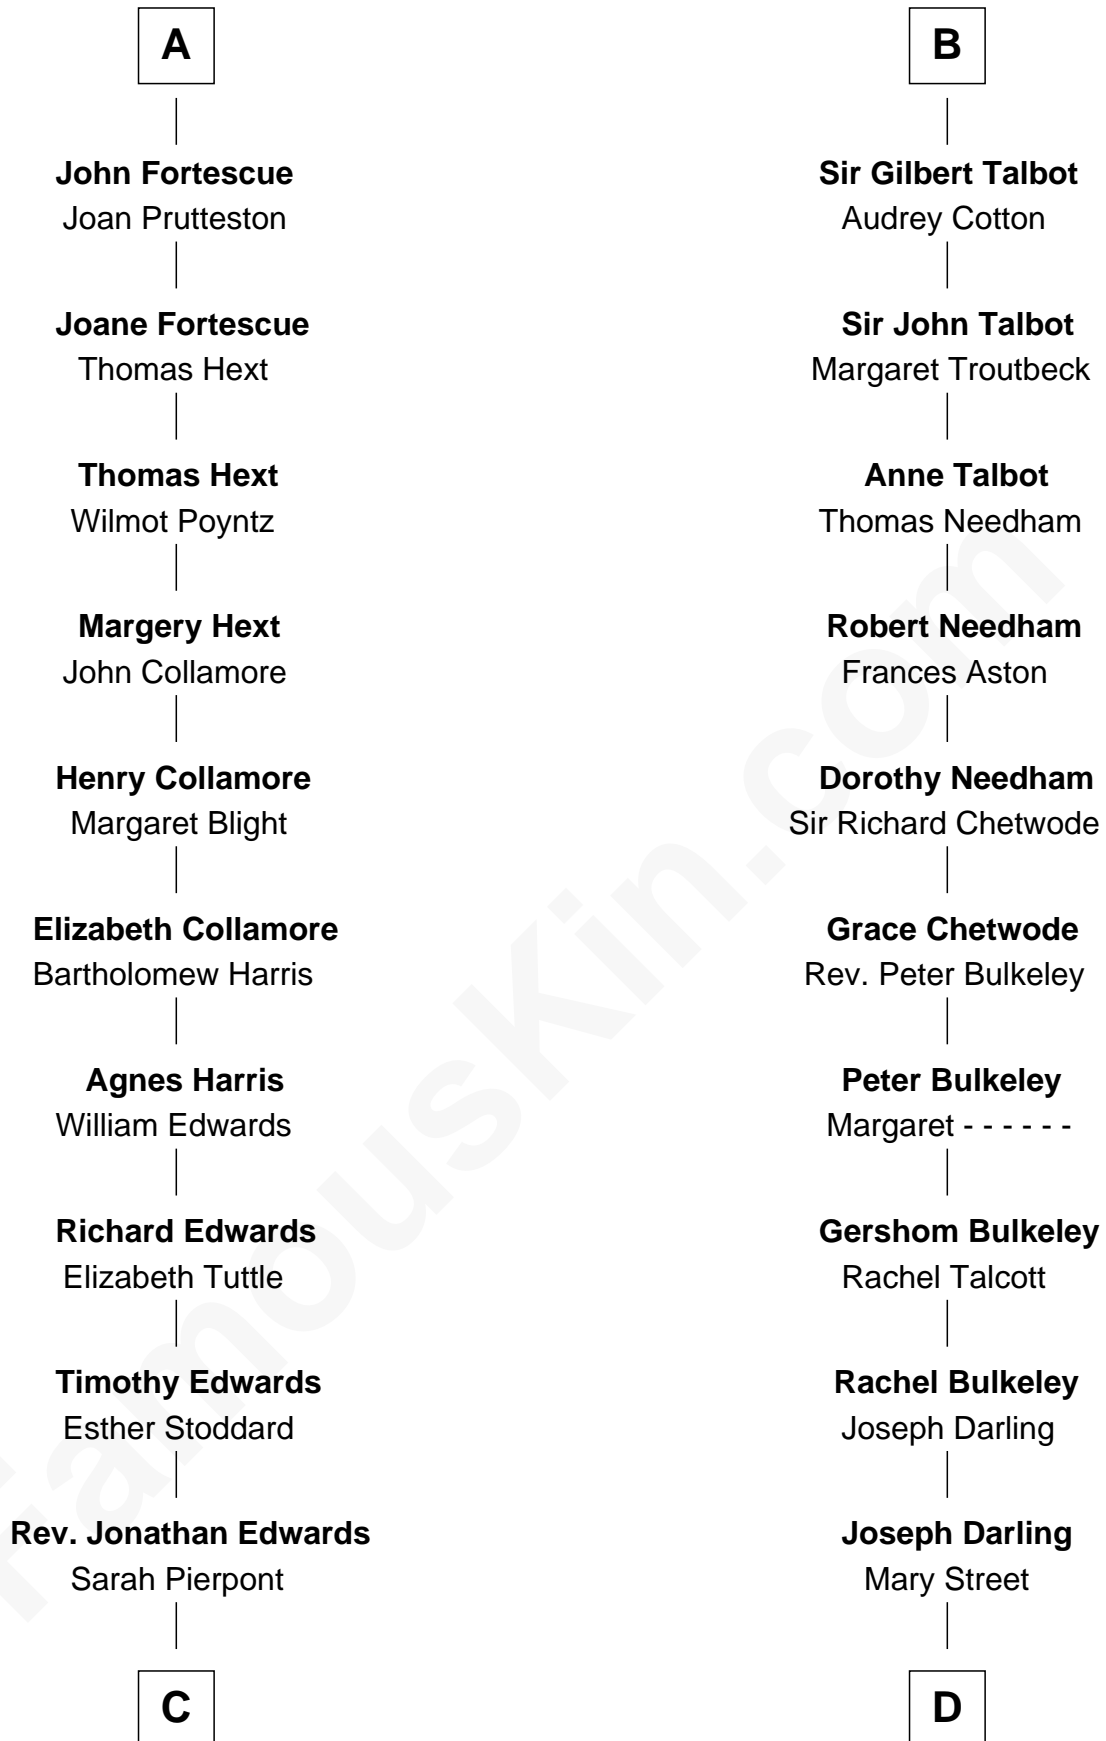 A
John Fortescue
Joan Prutteston
Joane Fortescue
Thomas Hext
Thomas Hext
Wilmot Poyntz
Margery Hext
John Collamore
Henry Collamore
Margaret Blight
Elizabeth Collamore
Bartholomew Harris
Agnes Harris
William Edwards
Richard Edwards
Elizabeth Tuttle
Timothy Edwards
Esther Stoddard
Rev. Jonathan Edwards
Sarah Pierpont
C
B
Sir Gilbert Talbot
Audrey Cotton
Sir John Talbot
Margaret Troutbeck
Anne Talbot
Thomas Needham
Robert Needham
Frances Aston
Dorothy Needham
Sir Richard Chetwode
Grace Chetwode
Rev. Peter Bulkeley
Peter Bulkeley
Margaret - - - - - -
Gershom Bulkeley
Rachel Talcott
Rachel Bulkeley
Joseph Darling
Joseph Darling
Mary Street
D
famouskin.com